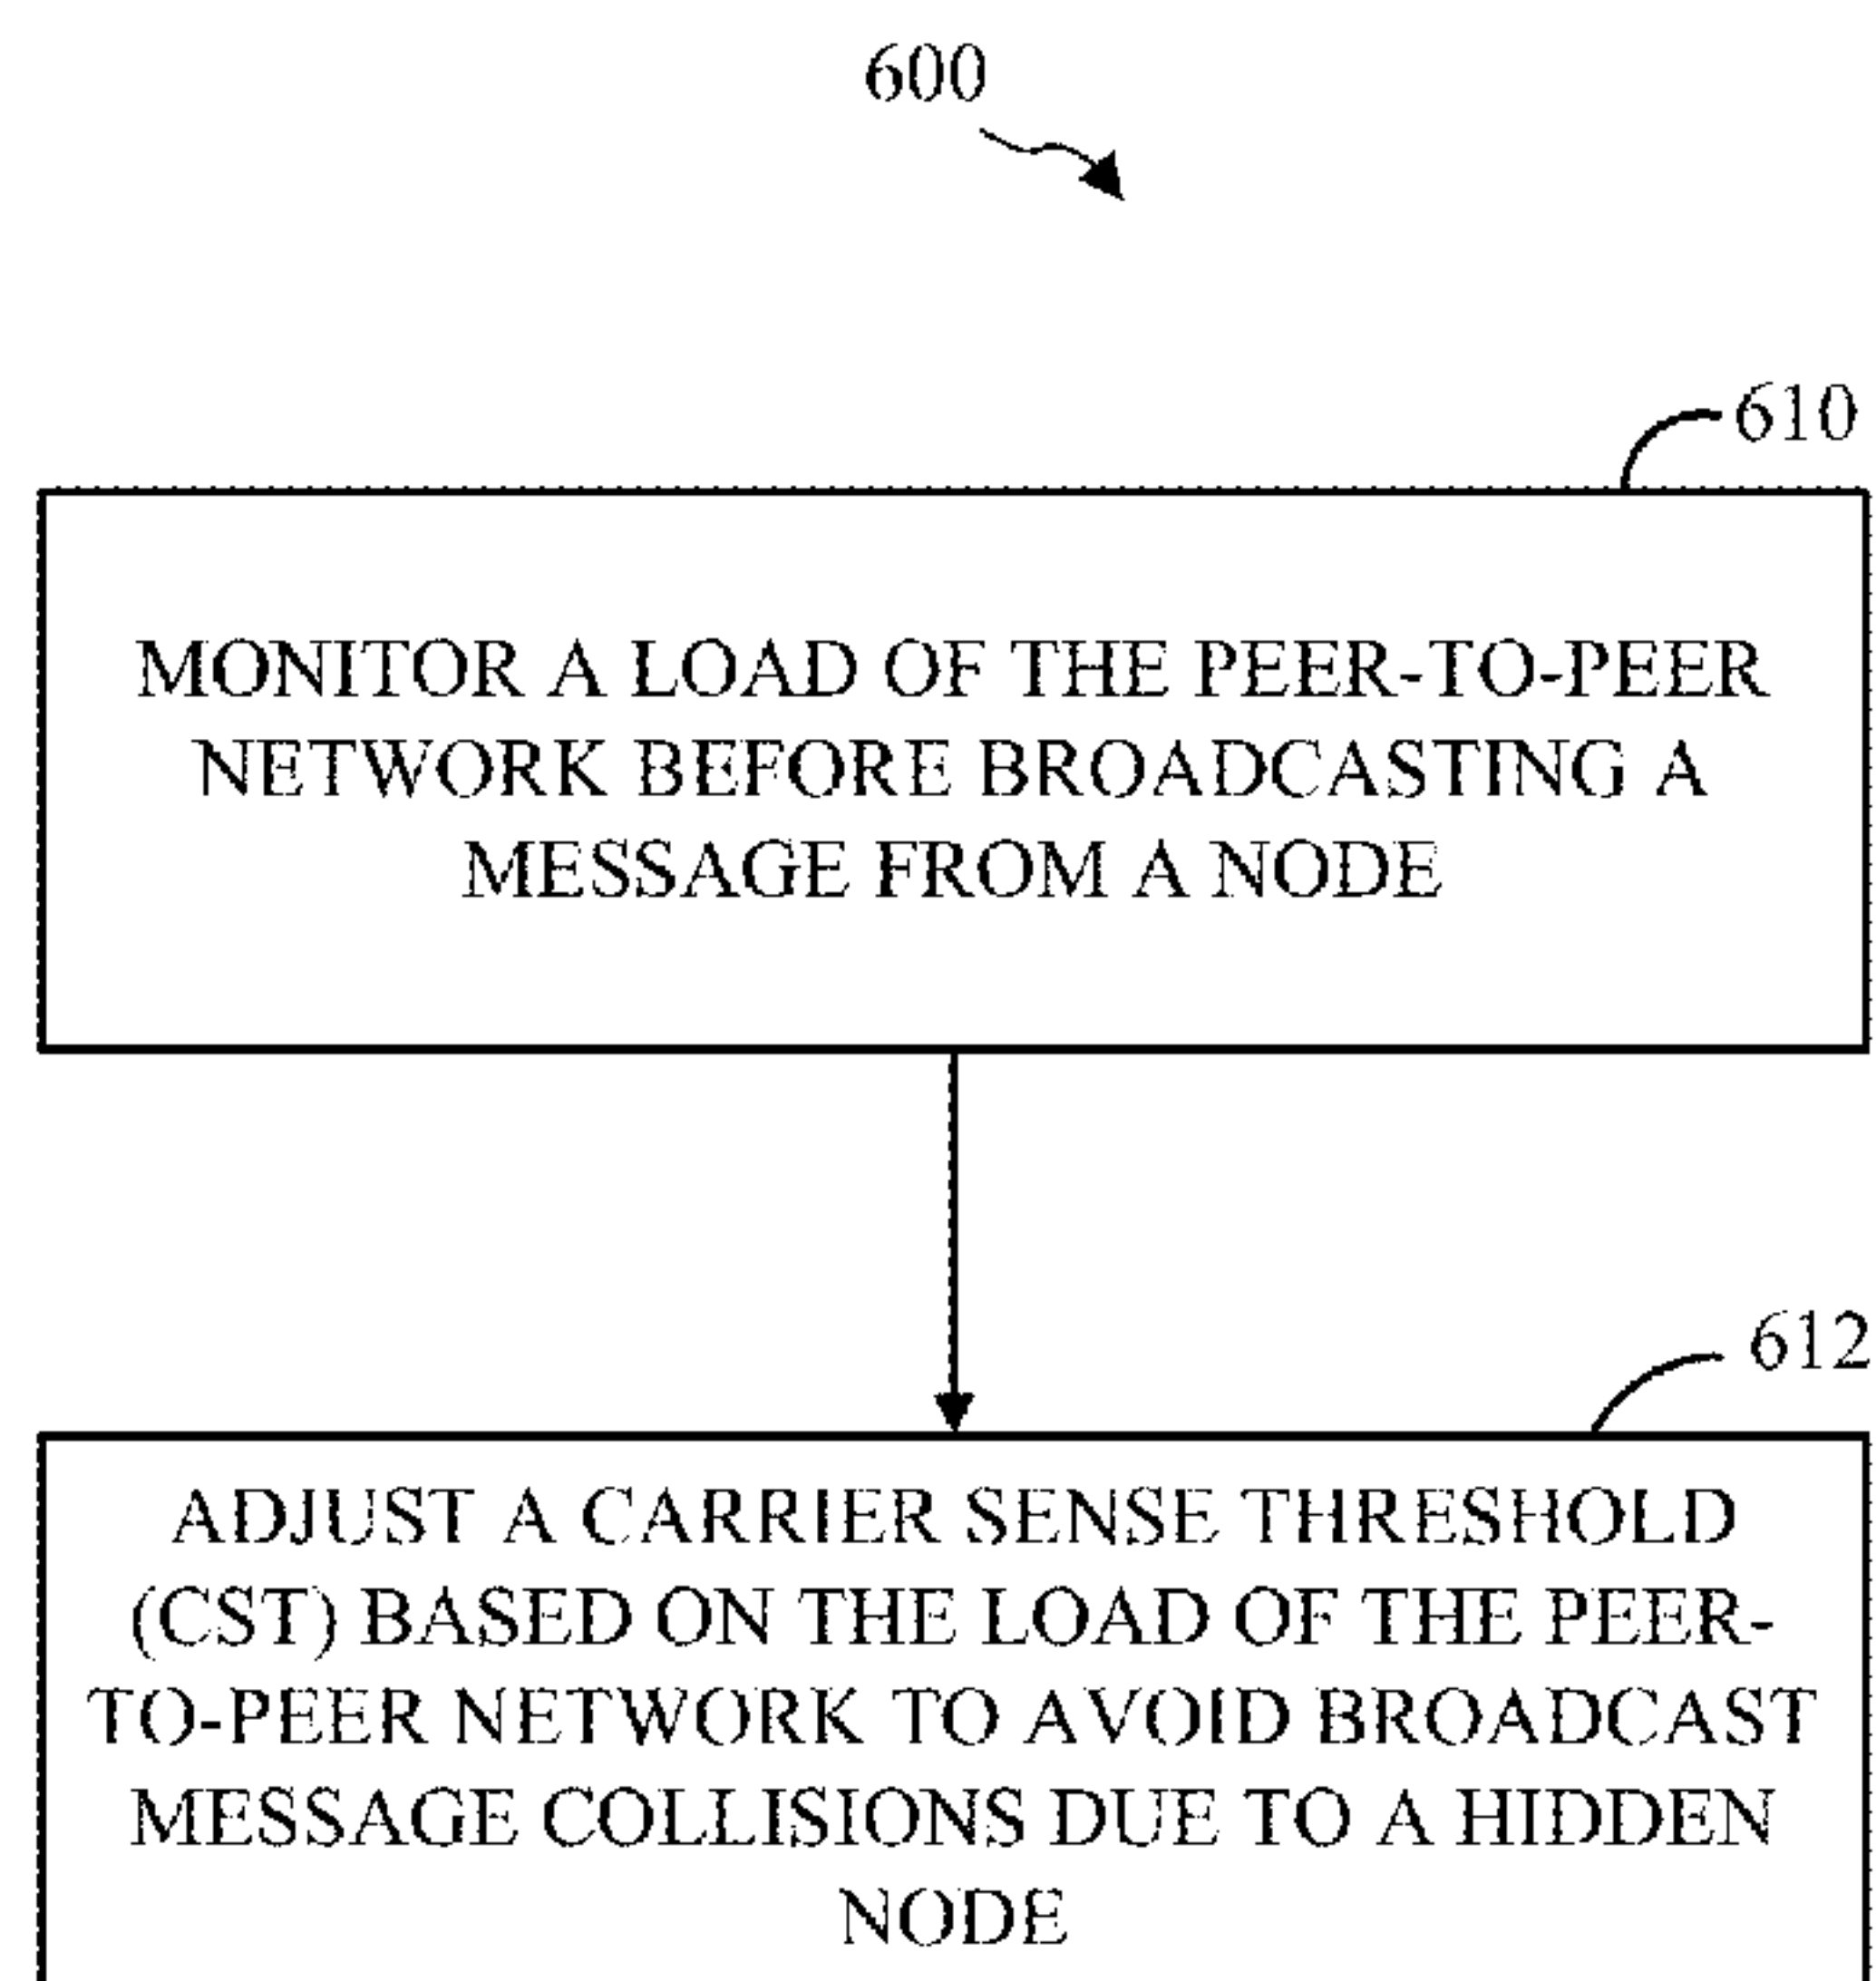 600
610
MONITOR A LOAD OF THE PEER-TO-PEER
NETWORK BEFORE BROADCASTING A
MESSAGE FROM A NODE
612
ADJUST A CARRIER SENSE THRESHOLD
(CST) BASED ON THE LOAD OF THE PEER-
TO-PEER NETWORK TO AVOID BROADCAST
MESSAGE COLLISIONS DUE TO A HIDDEN
NODE